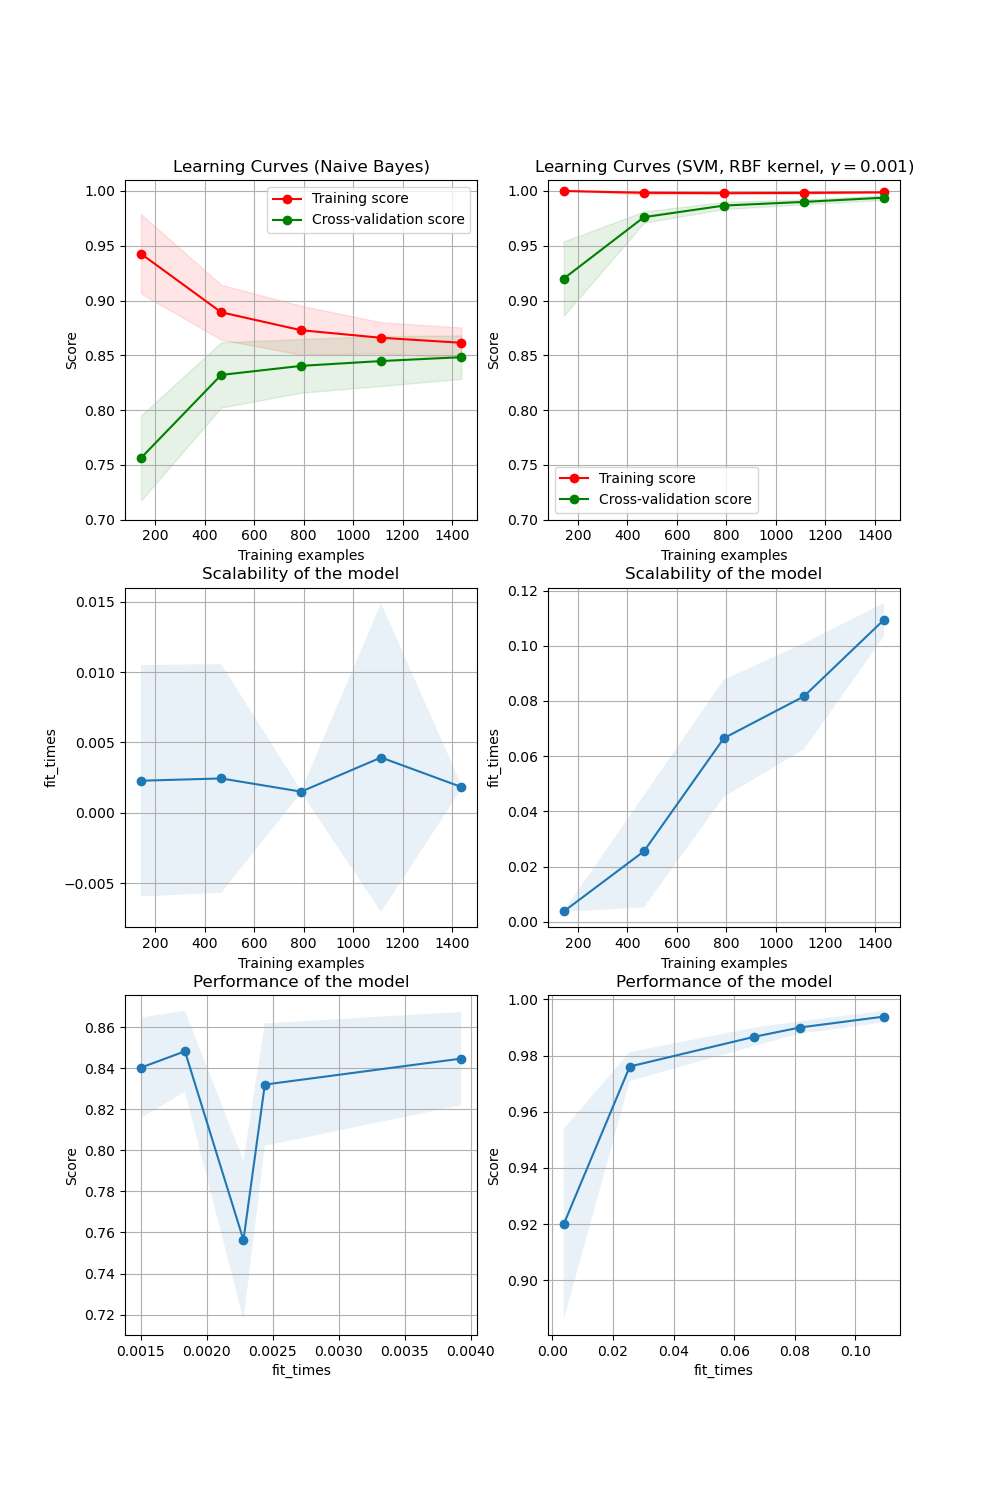 Learning Curves (Naive Bayes)
Score
1.00
0.95
0.90
0.85
0.80
0.75
0.70
Training score
Cross-validation score
200 400 600 800 1000 1200 1400
Training examples
Learning Curves (SVM, RBF kernel, γ = 0.001)
Score
1.00
0.95
0.90
0.85
0.80
0.75
0.70
Training score
Cross-validation score
200 400 600 800 1000 1200 1400
Training examples
Scalability of the model
fit_times
0.015
0.010
0.005
0.000
−0.005
200 400 600 800 1000 1200 1400
Training examples
Scalability of the model
fit_times
0.12
0.10
0.08
0.06
0.04
0.02
0.00
200 400 600 800 1000 1200 1400
Training examples
Performance of the model
Score
0.86
0.84
0.82
0.80
0.78
0.76
0.74
0.72
0.0015 0.0020 0.0025 0.0030 0.0035 0.0040
fit_times
Performance of the model
Score
1.00
0.98
0.96
0.94
0.92
0.90
0.00 0.02 0.04 0.06 0.08 0.10
fit_times